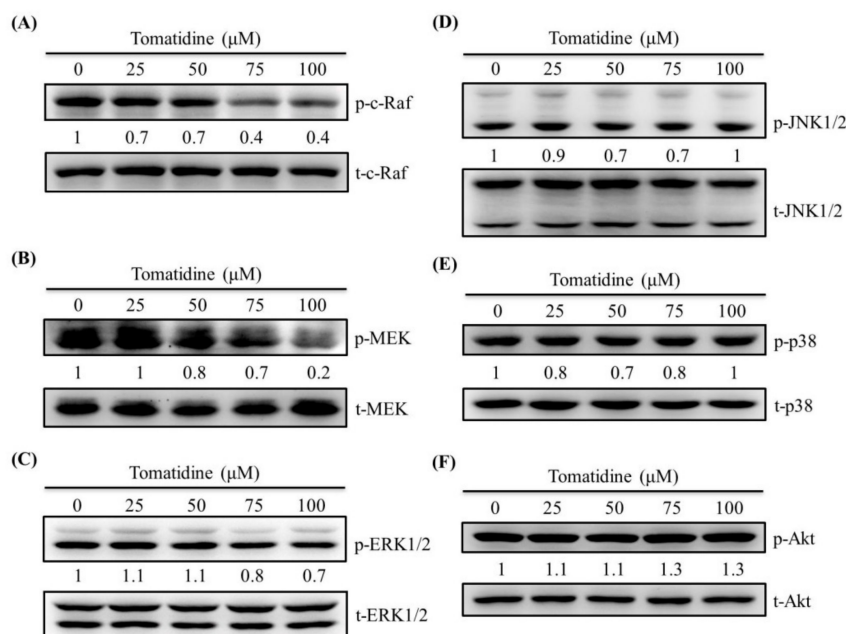 (A)
Tomatidine (μM)
0 25 50 75 100
p-c-Raf
1 0.7 0.7 0.4 0.4
t-c-Raf
(B)
Tomatidine (μM)
0 25 50 75 100
p-MEK
1 1 0.8 0.7 0.2
t-MEK
(C)
Tomatidine (μM)
0 25 50 75 100
p-ERK1/2
1 1.1 1.1 0.8 0.7
t-ERK1/2
(D)
Tomatidine (μM)
0 25 50 75 100
p-JNK1/2
1 0.9 0.7 0.7 1
t-JNK1/2
(E)
Tomatidine (μM)
0 25 50 75 100
p-p38
1 0.8 0.7 0.8 1
t-p38
(F)
Tomatidine (μM)
0 25 50 75 100
p-Akt
1 1.1 1.1 1.3 1.3
t-Akt